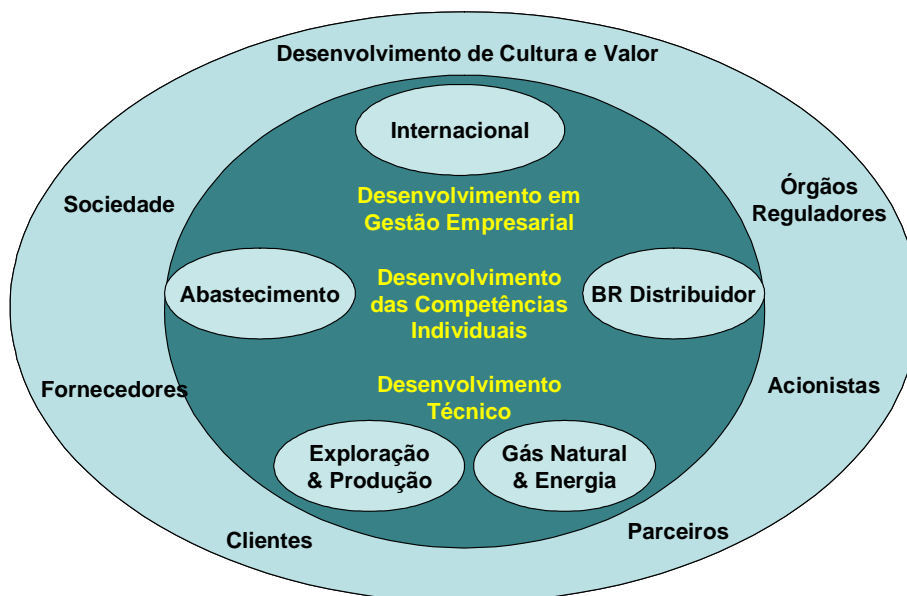 Desenvolvimento de Cultura e Valor
Internacional
Desenvolvimento em
Gestão Empresarial
Sociedade
Órgãos
Reguladores
Abastecimento
Desenvolvimento
das Competências
Individuais
BR Distribuidor
Fornecedores
Desenvolvimento
Técnico
Acionistas
Exploração
& Produção
Gás Natural
& Energia
Clientes
Parceiros